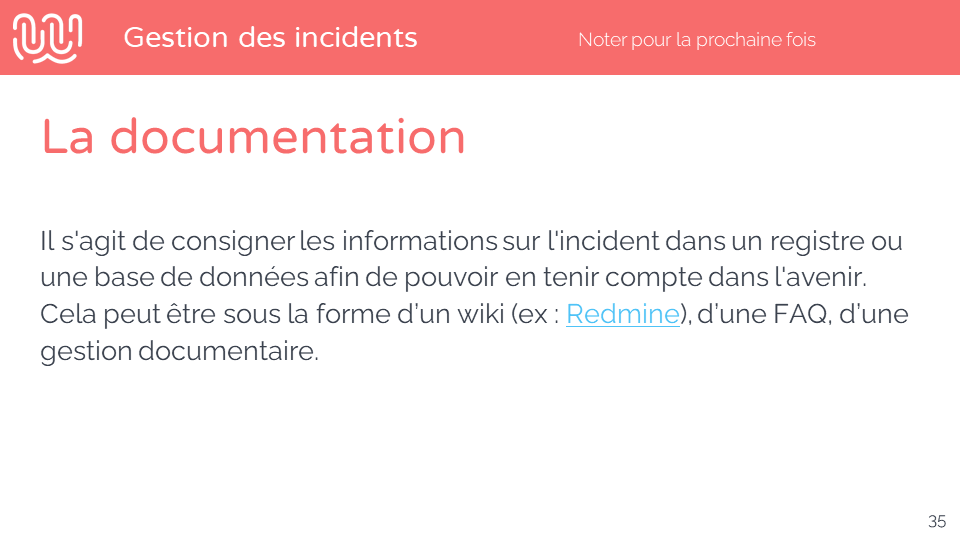 Gestion des incidents
Noter pour la prochaine fois
La documentation
Il s'agit de consigner les informations sur l'incident dans un registre ou
une base de données afin de pouvoir en tenir compte dans l'avenir.
Cela peut être sous la forme d’un wiki (ex : Redmine), d’une FAQ, d’une
gestion documentaire.
35